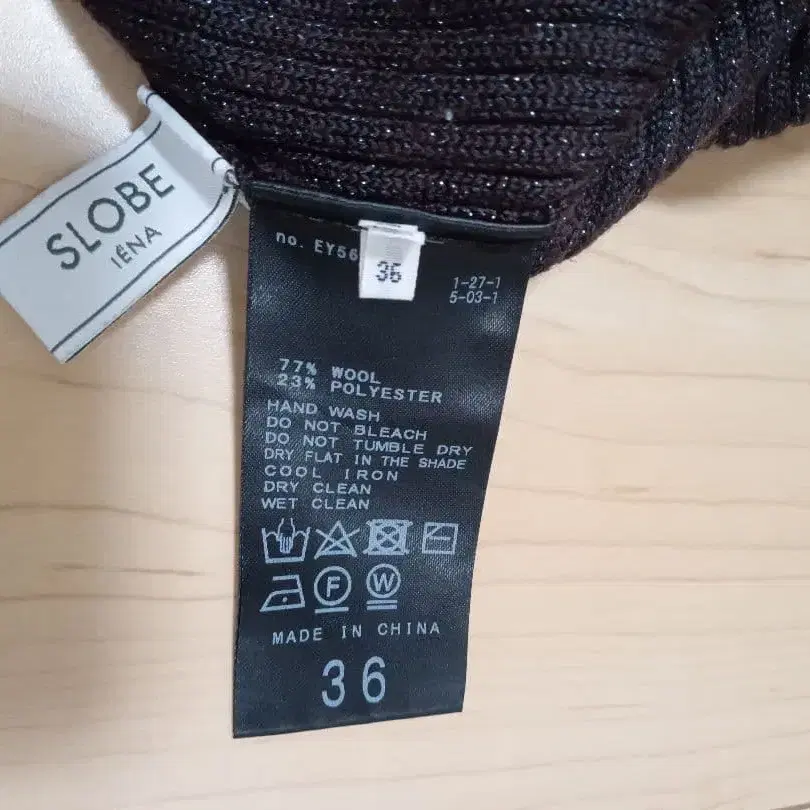 SLOBE
IÉNA
no. EY56
36
1-27-1
5-03-1
77% WOOL
23% POLYESTER
HAND WASH
DO NOT BLEACH
DO NOT TUMBLE DRY
DRY FLAT IN THE SHADE
COOL IRON
DRY CLEAN
WET CLEAN
F
W
MADE IN CHINA
36